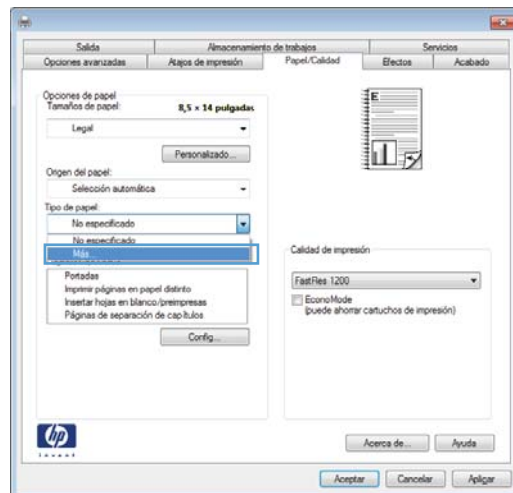 Salida Almacenamiento de trabajos Servicios
Opciones avanzadas Atajos de impresión Papel/Calidad Efectos Acabado
Opciones de papel
Tamaños de papel: 8,5 × 14 pulgadas
Legal
Personalizado...
Origen del papel:
Selección automática
Tipo de papel:
No especificado
No especificado
Más...
Portadas
Imprimir páginas en papel distinto
Insertar hojas en blanco/preimpresas
Páginas de separación de capítulos
Config...
E
Calidad de impresión
FastRes 1200
EconoMode
(puede ahorrar cartuchos de impresión)
hp
invent
Acerca de... Ayuda
Aceptar Cancelar Aplicar